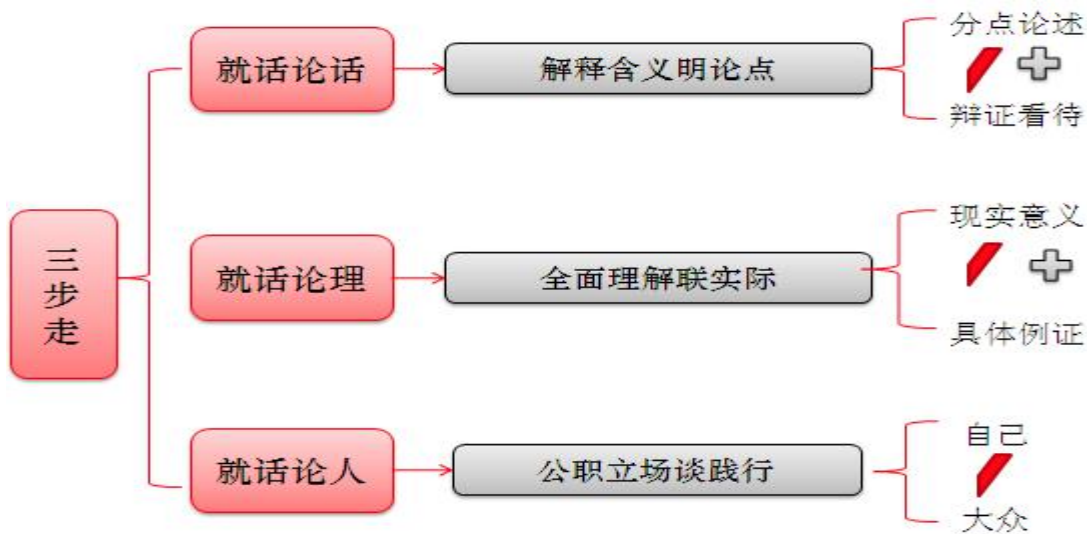 三步走
就话论话
解释含义明论点
分点论述
辩证看待
就话论理
全面理解联实际
现实意义
具体例证
就话论人
公职立场谈践行
自己
大众